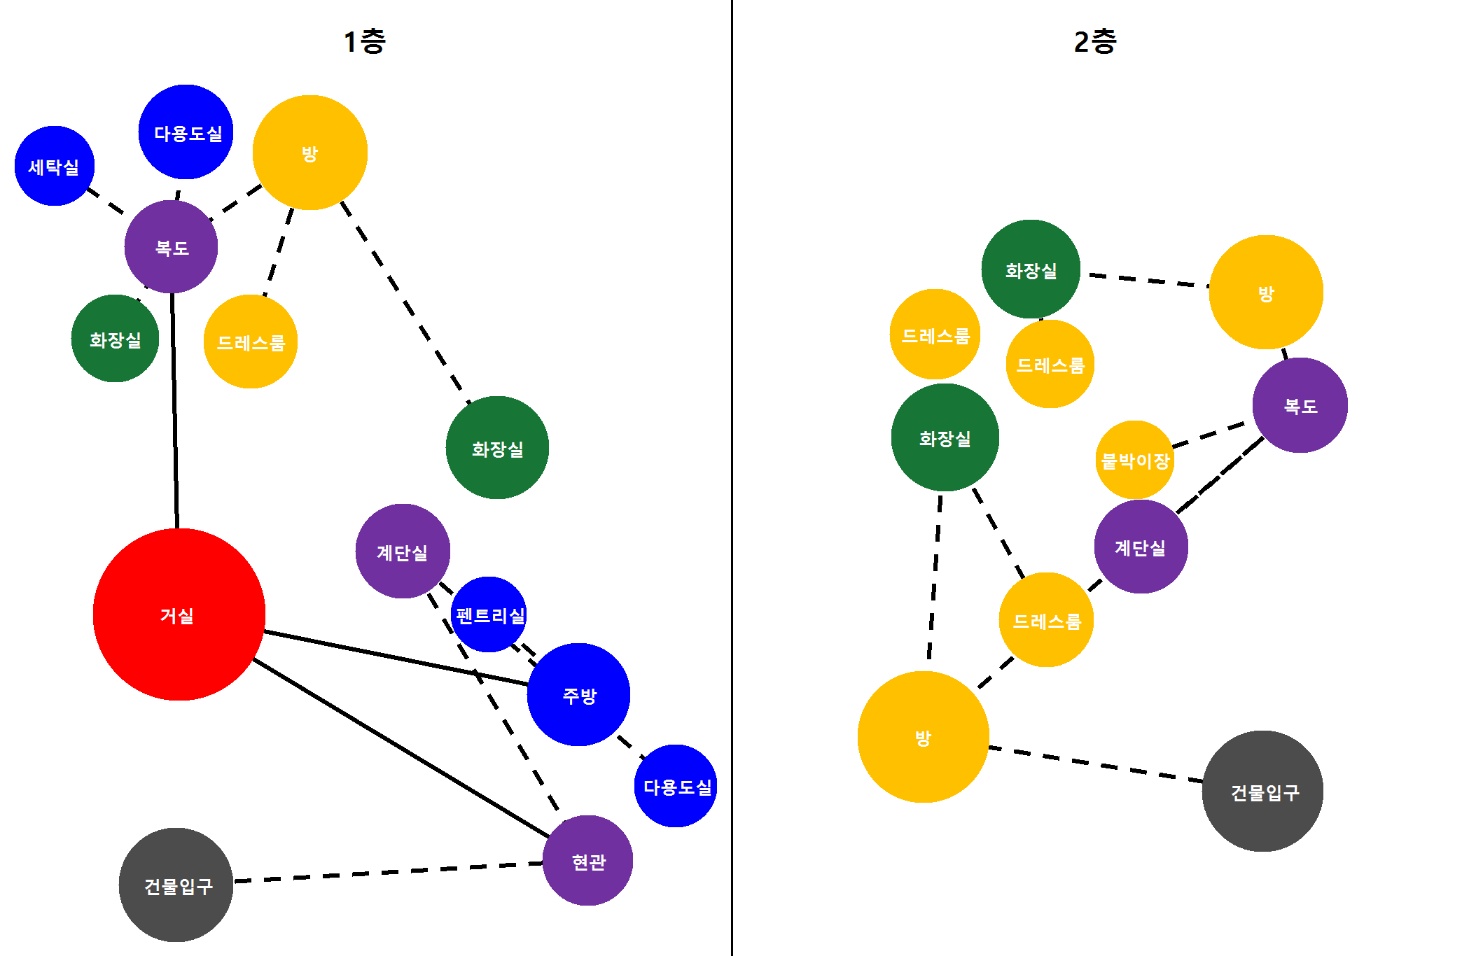 1층
다용도실
방
세탁실
복도
화장실
드레스룸
화장실
계단실
거실
펜트리실
주방
다용도실
현관
건물입구
2층
화장실
방
드레스룸
드레스룸
복도
화장실
붙박이장
계단실
드레스룸
방
건물입구